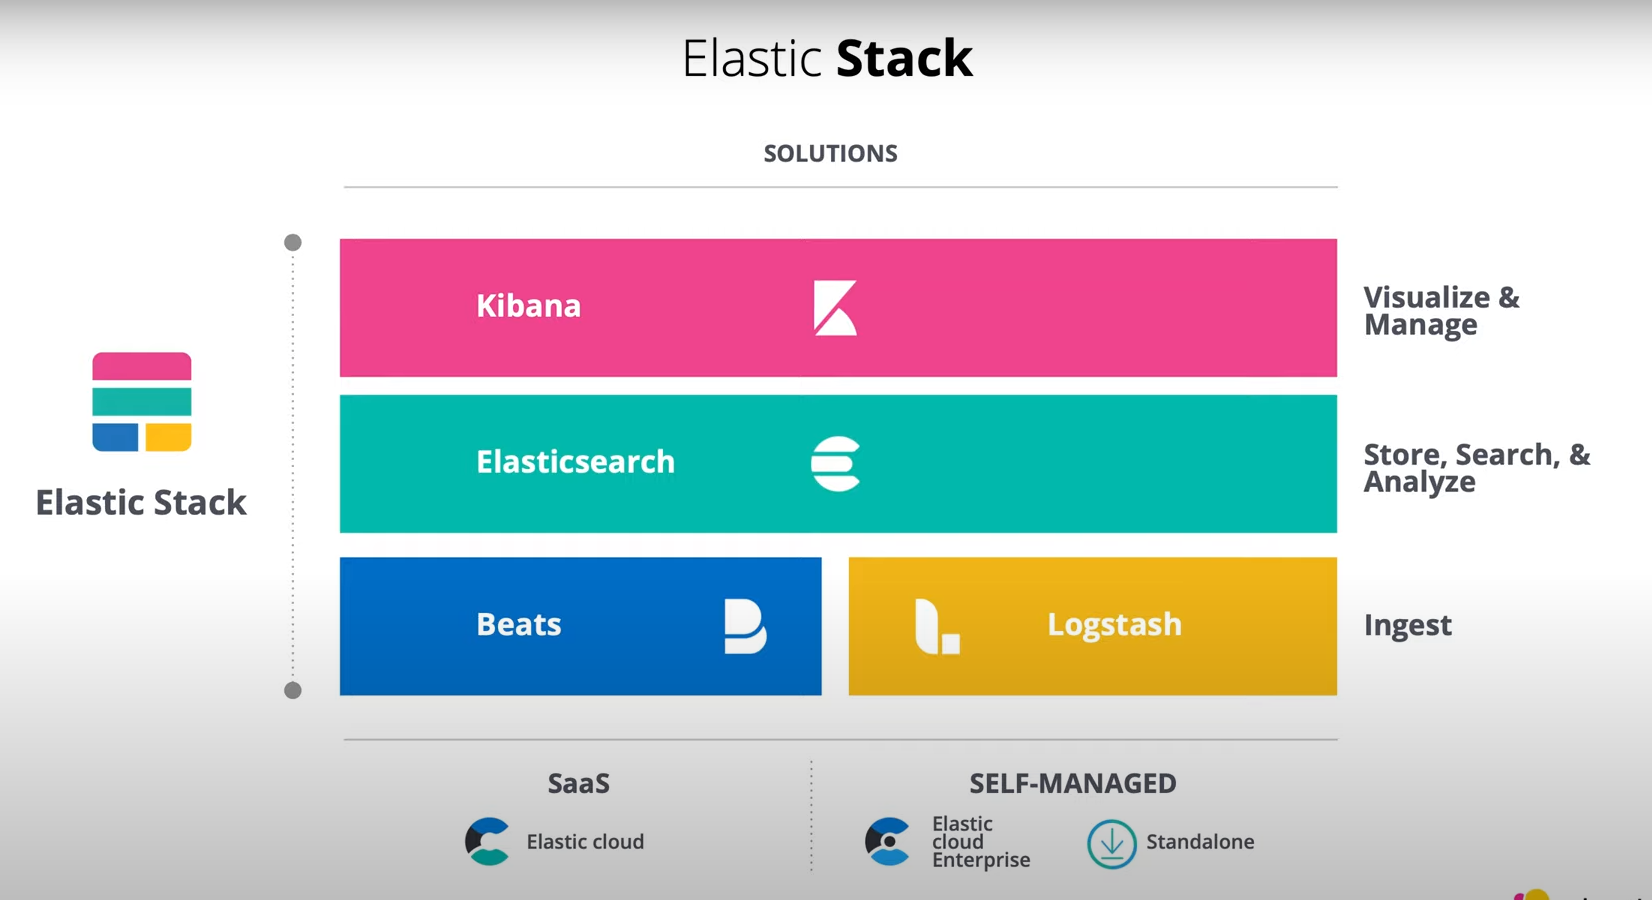 Elastic Stack
SOLUTIONS
Kibana
Visualize &
Manage
Elasticsearch
Store, Search, &
Analyze
Elastic Stack
Beats
Logstash
Ingest
SaaS
Elastic cloud
SELF-MANAGED
Elastic
cloud
Enterprise
Standalone